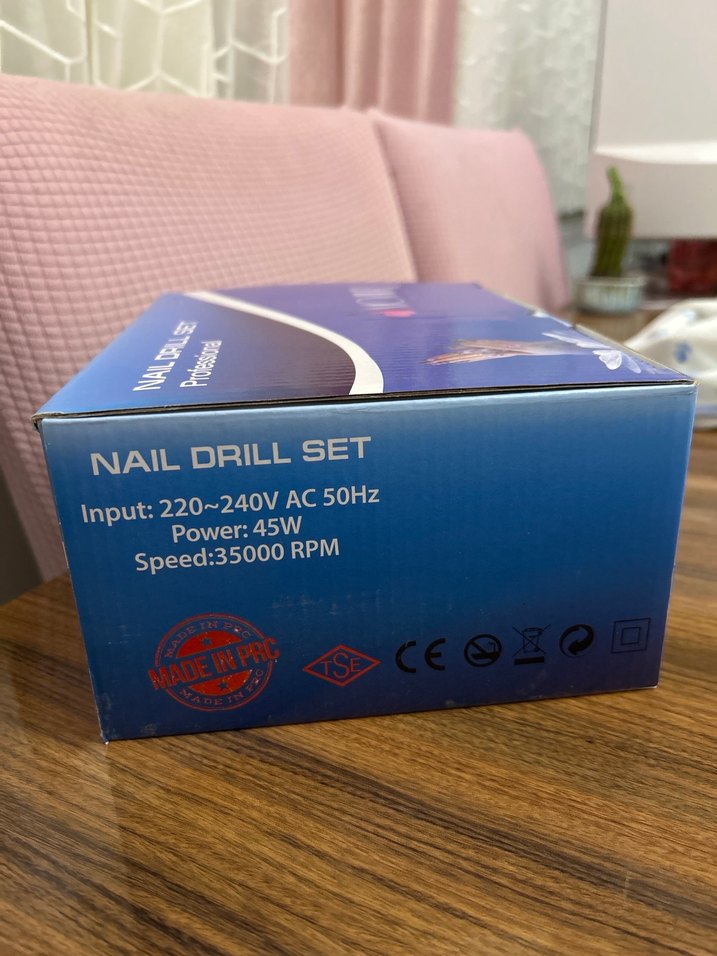 NAIL DRILL SET
Professional
NAIL DRILL SET
Input: 220~240V AC 50Hz
Power: 45W
Speed:35000 RPM
MADE IN PRC
MADE IN PRC
MADE IN PRC
TSE
CE